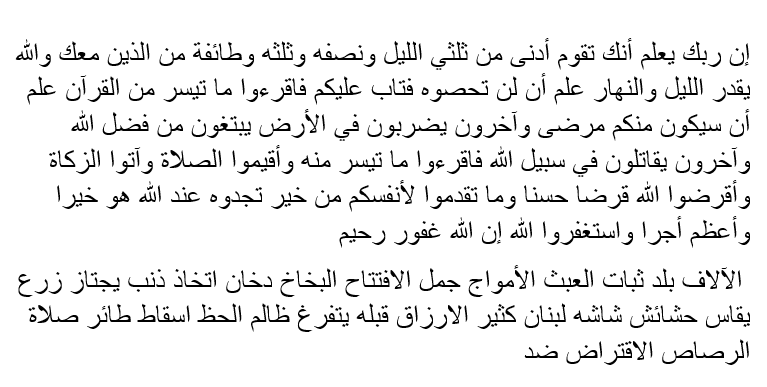 إن ربك يعلم أنك تقوم أدنى من ثلثي الليل ونصفه وثلثه وطائفة من الذين معك والله
يقدر الليل والنهار علم أن لن تحصوه فتاب عليكم فاقرءوا ما تيسر من القرآن علم
أن سيكون منكم مرضى وآخرون يضربون في الأرض يبتغون من فضل الله
وآخرون يقاتلون في سبيل الله فاقرءوا ما تيسر منه وأقيموا الصلاة وآتوا الزكاة
وأقرضوا الله قرضا حسنا وما تقدموا لأنفسكم من خير تجدوه عند الله هو خيرا
وأعظم أجرا واستغفروا الله إن الله غفور رحيم
الآلاف بلد ثبات العبث الأمواج جمل الافتتاح البخاخ دخان اتخاذ ذنب يجتاز زرع
يقاس حشائش شاشه لبنان كثير الارزاق قبله يتفرغ ظالم الحظ اسقاط طائر صلاة
الرصاص الاقتراض ضد